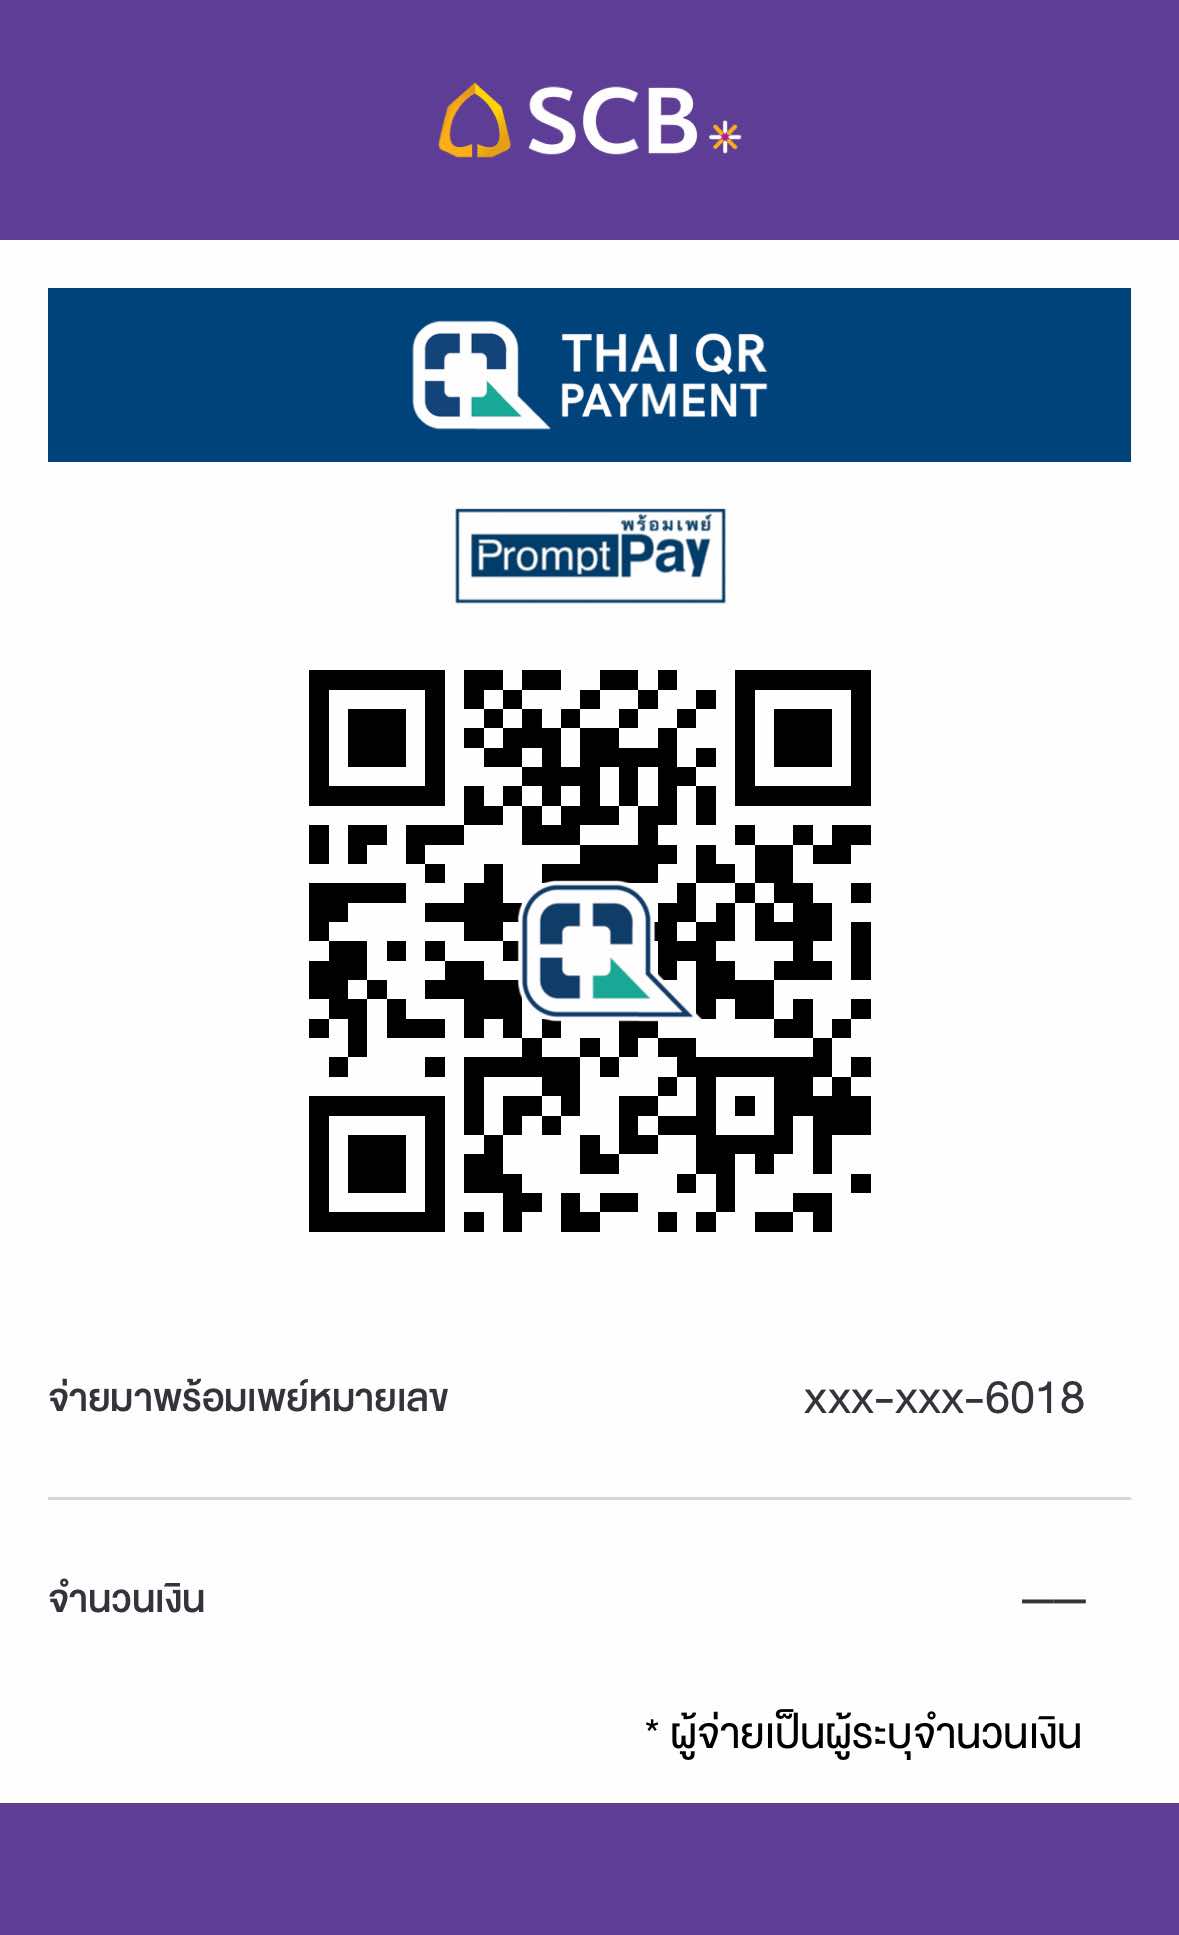 SCB
THAI QR
PAYMENT
พร้อมเพย์
PromptPay
จ่ายมาพร้อมเพย์หมายเลข xxx-xxx-6018
จำนวนเงิน ——
* ผู้จ่ายเป็นผู้ระบุจำนวนเงิน